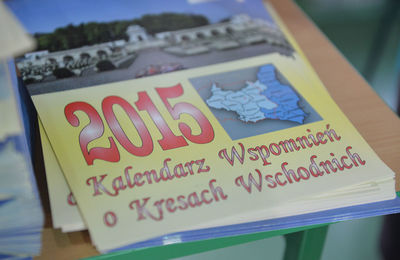 2015
Kalendarz Wspomnień
o Kresach Wschodnich